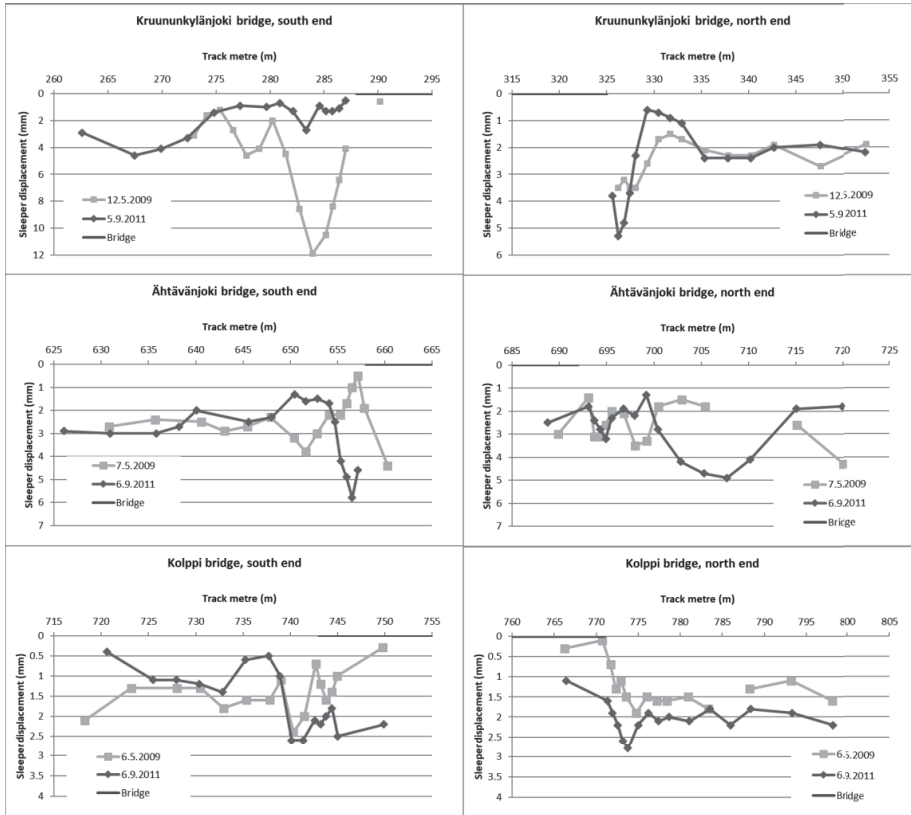 Kruununkylänjoki bridge, south end
Track metre (m)
260 265 270 275 280 285 290 295
0
2
4
6
8
10
12
Sleeper displacement (mm)
12.5.2009
5.9.2011
Bridge
Kruununkylänjoki bridge, north end
Track metre (m)
315 320 325 330 335 340 345 350 355
0
1
2
3
4
5
6
Sleeper displacement (mm)
12.5.2009
5.9.2011
Bridge
Ähtävänjoki bridge, south end
Track metre (m)
625 630 635 640 645 650 655 660 665
0
1
2
3
4
5
6
7
Sleeper displacement (mm)
7.5.2009
6.9.2011
Bridge
Ähtävänjoki bridge, north end
Track metre (m)
685 690 695 700 705 710 715 720 725
0
1
2
3
4
5
6
7
Sleeper displacement (mm)
7.5.2009
6.9.2011
Bridge
Kolppi bridge, south end
Track metre (m)
715 720 725 730 735 740 745 750 755
0
0.5
1
1.5
2
2.5
3
3.5
4
Sleeper displacement (mm)
6.5.2009
6.9.2011
Bridge
Kolppi bridge, north end
Track metre (m)
760 765 770 775 780 785 790 795 800 805
0
0.5
1
1.5
2
2.5
3
3.5
4
Sleeper displacement (mm)
6.5.2009
6.9.2011
Bridge